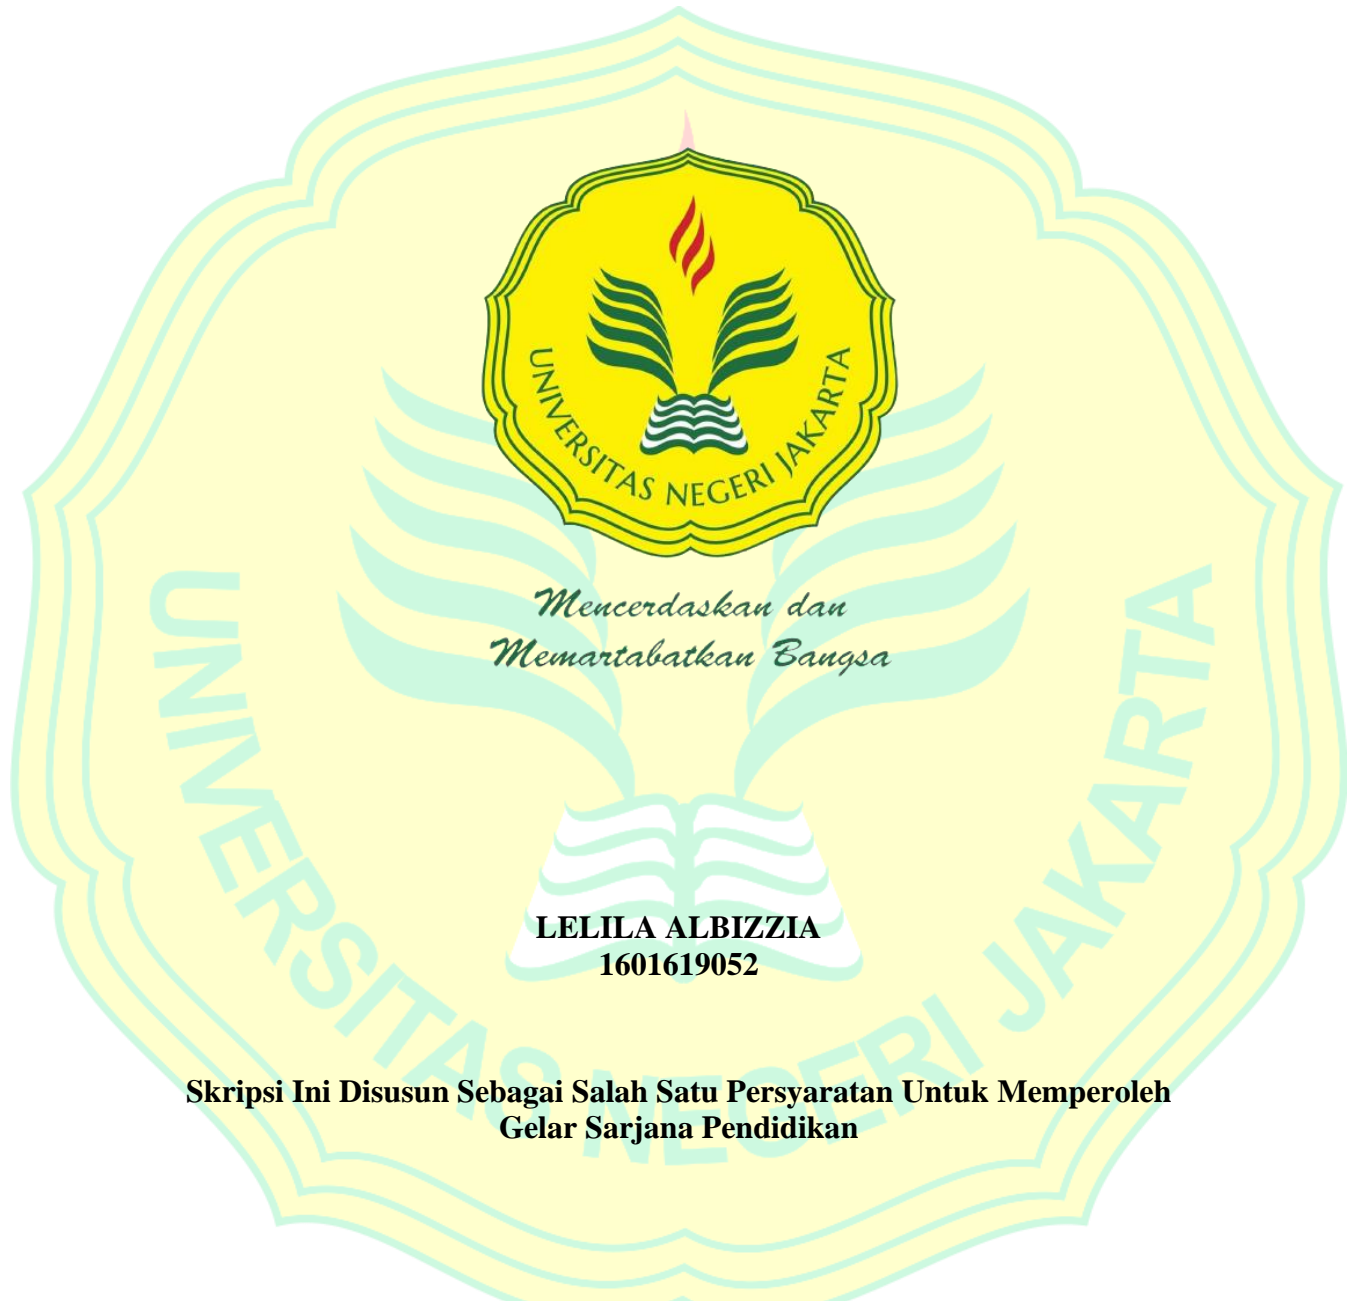 UNIVERSITAS NEGERI JAKARTA
Mencerdaskan dan
Memartabatkan Bangsa
UNIVERSITAS NEGERI JAKARTA
LELILA ALBIZZIA
1601619052
Skripsi Ini Disusun Sebagai Salah Satu Persyaratan Untuk Memperoleh
Gelar Sarjana Pendidikan